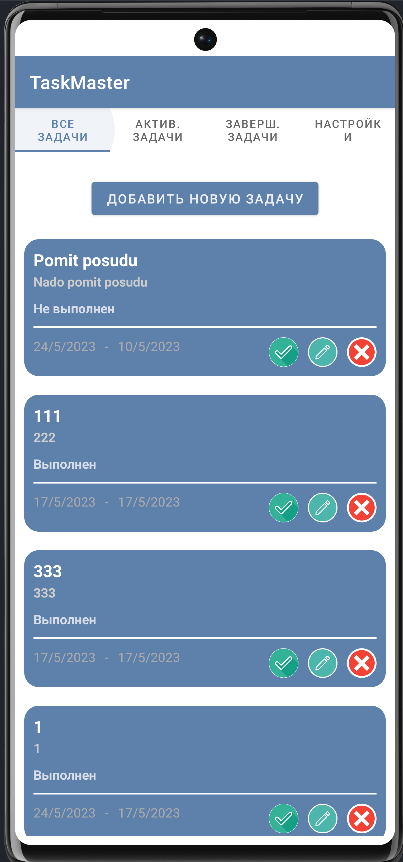 TaskMaster
ВСЕ
ЗАДАЧИ
АКТИВ.
ЗАДАЧИ
ЗАВЕРШ.
ЗАДАЧИ
НАСТРОЙК
И
ДОБАВИТЬ НОВУЮ ЗАДАЧУ
Pomit posudu
Nado pomit posudu
Не выполнен
24/5/2023 - 10/5/2023
111
222
Выполнен
17/5/2023 - 17/5/2023
333
333
Выполнен
17/5/2023 - 17/5/2023
1
1
Выполнен
24/5/2023 - 17/5/2023